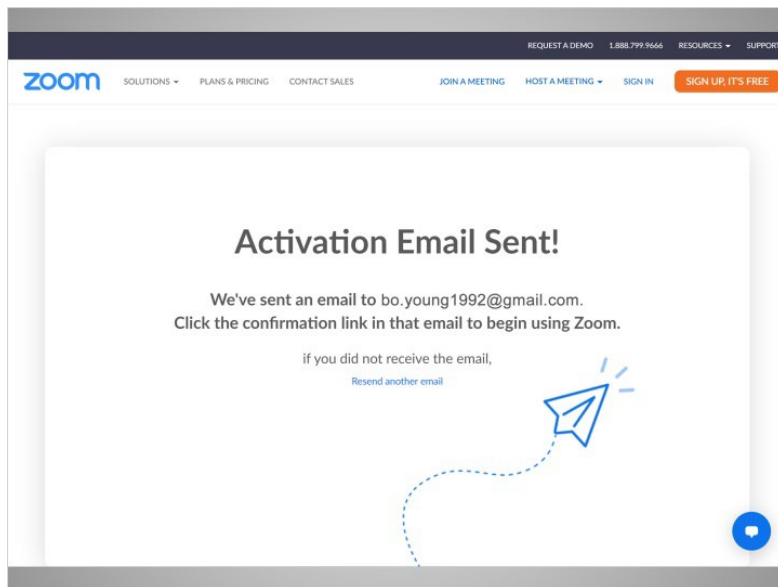 REQUEST A DEMO 1.888.799.9666 RESOURCES SUPPORT
zoom SOLUTIONS PLANS & PRICING CONTACT SALES JOIN A MEETING HOST A MEETING SIGN IN SIGN UP, IT'S FREE
Activation Email Sent!
We've sent an email to bo.young1992@gmail.com.
Click the confirmation link in that email to begin using Zoom.
if you did not receive the email,
Resend another email